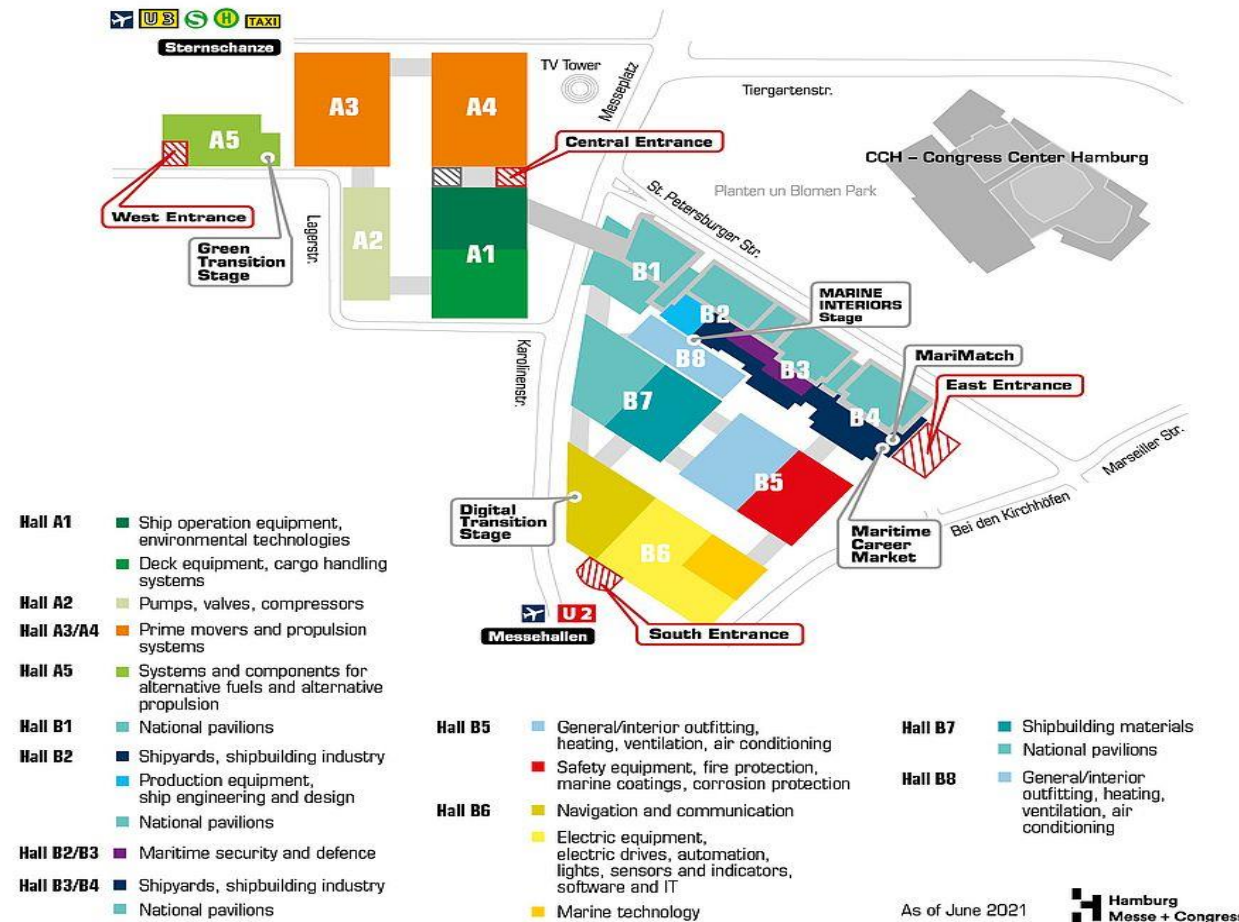 U3 S H TAXI
Sternschanze
A3
A4
A5
A2
A1
TV Tower
Messeplatz
Tiergartenstr.
Central Entrance
CCH – Congress Center Hamburg
Planten un Blomen Park
St. Petersburger Str.
West Entrance
Green
Transition
Stage
Lagerstr.
Karolinenstr.
B1
B2
B8
B3
B7
B4
B5
B6
MARINE
INTERIORS
Stage
MariMatch
East Entrance
Marseiller Str.
Bei den Kirchhöfen
Maritime
Career
Market
Digital
Transition
Stage
U2
Messehallen
South Entrance
Hall A1 Ship operation equipment,
environmental technologies
Deck equipment, cargo handling
systems
Hall A2 Pumps, valves, compressors
Hall A3/A4 Prime movers and propulsion
systems
Hall A5 Systems and components for
alternative fuels and alternative
propulsion
Hall B1 National pavilions
Hall B2 Shipyards, shipbuilding industry
Production equipment,
ship engineering and design
National pavilions
Hall B2/B3 Maritime security and defence
Hall B3/B4 Shipyards, shipbuilding industry
National pavilions
Hall B5 General/interior outfitting,
heating, ventilation, air conditioning
Safety equipment, fire protection,
marine coatings, corrosion protection
Hall B6 Navigation and communication
Electric equipment,
electric drives, automation,
lights, sensors and indicators,
software and IT
Marine technology
Hall B7 Shipbuilding materials
National pavilions
Hall B8 General/interior
outfitting, heating,
ventilation, air
conditioning
As of June 2021
Hamburg
Messe + Congress